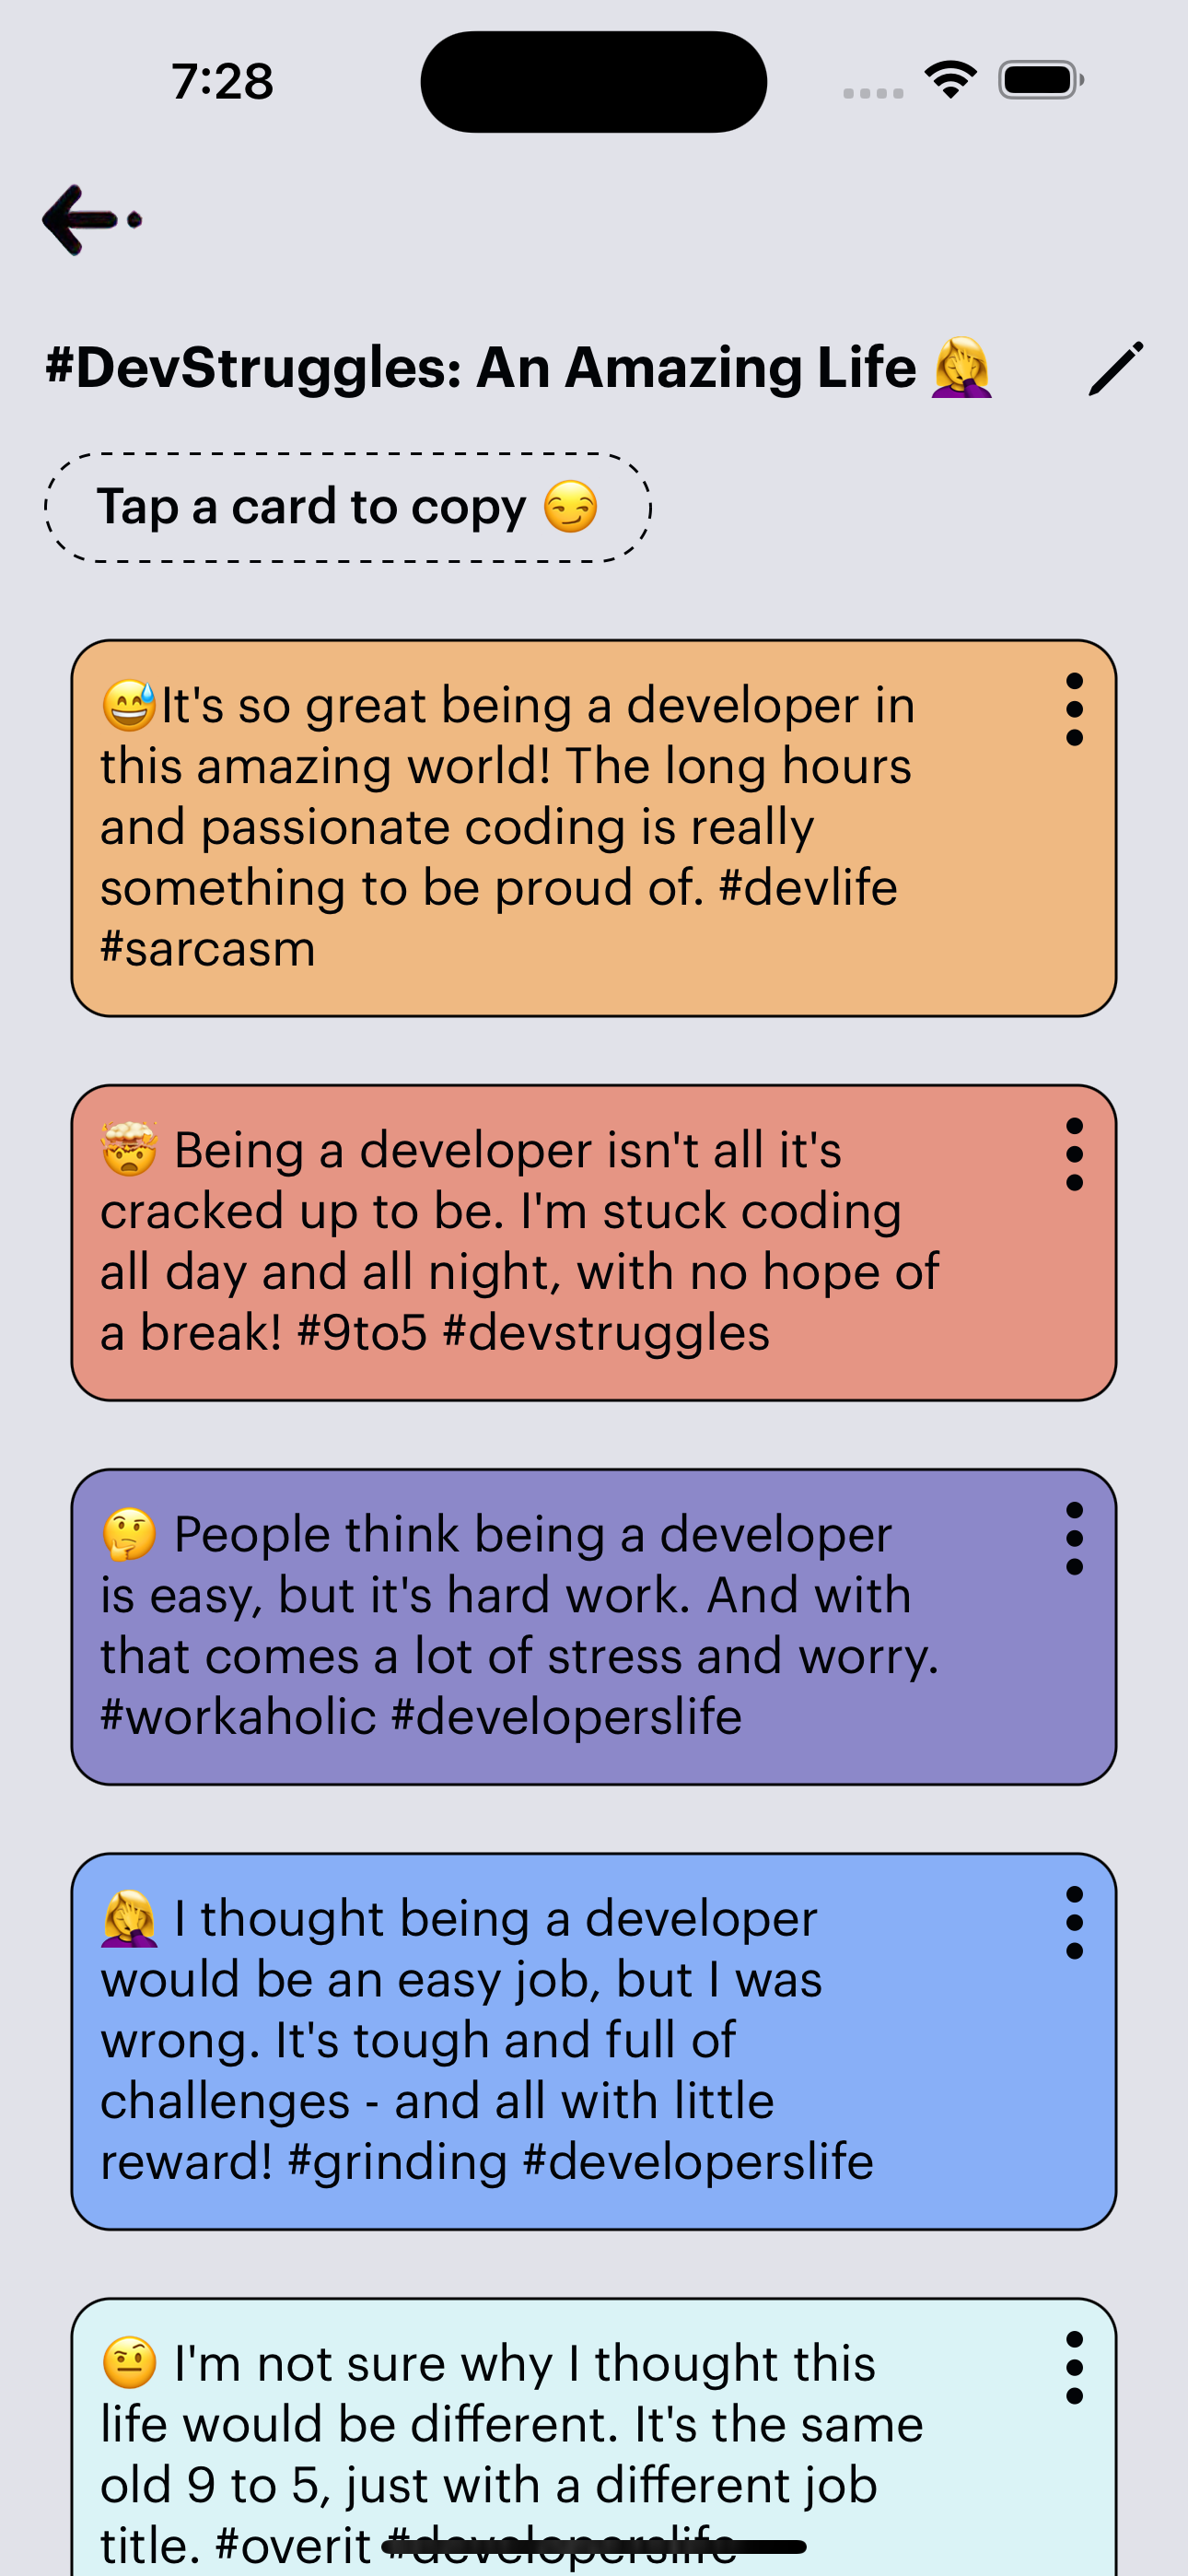 7:28
#DevStruggles: An Amazing Life 🤦‍♀️
Tap a card to copy 😏
😅It's so great being a developer in
this amazing world! The long hours
and passionate coding is really
something to be proud of. #devlife
#sarcasm
🤯 Being a developer isn't all it's
cracked up to be. I'm stuck coding
all day and all night, with no hope of
a break! #9to5 #devstruggles
🤔 People think being a developer
is easy, but it's hard work. And with
that comes a lot of stress and worry.
#workaholic #developerslife
🤦‍♀️ I thought being a developer
would be an easy job, but I was
wrong. It's tough and full of
challenges - and all with little
reward! #grinding #developerslife
🤨 I'm not sure why I thought this
life would be different. It's the same
old 9 to 5, just with a different job
title. #overit #developerslife